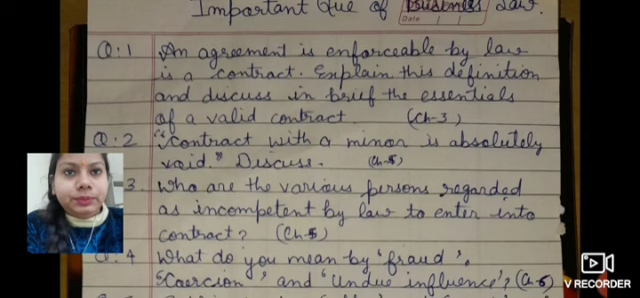 Important Que of Business Law.
Date
Q:1 An agreement is enforceable by law
is a contract. Explain this definition
and discuss in brief the essentials
of a valid contract. (Ch-3)
Q:2 "Contract with a minor is absolutely
void." Discuss. (Ch-5)
3. Who are the various persons regarded
as incompetent by law to enter into
contract? (Ch-5)
4 What do you mean by 'fraud',
'Coercion' and 'Undue influence'? (Ch-6)
V RECORDER